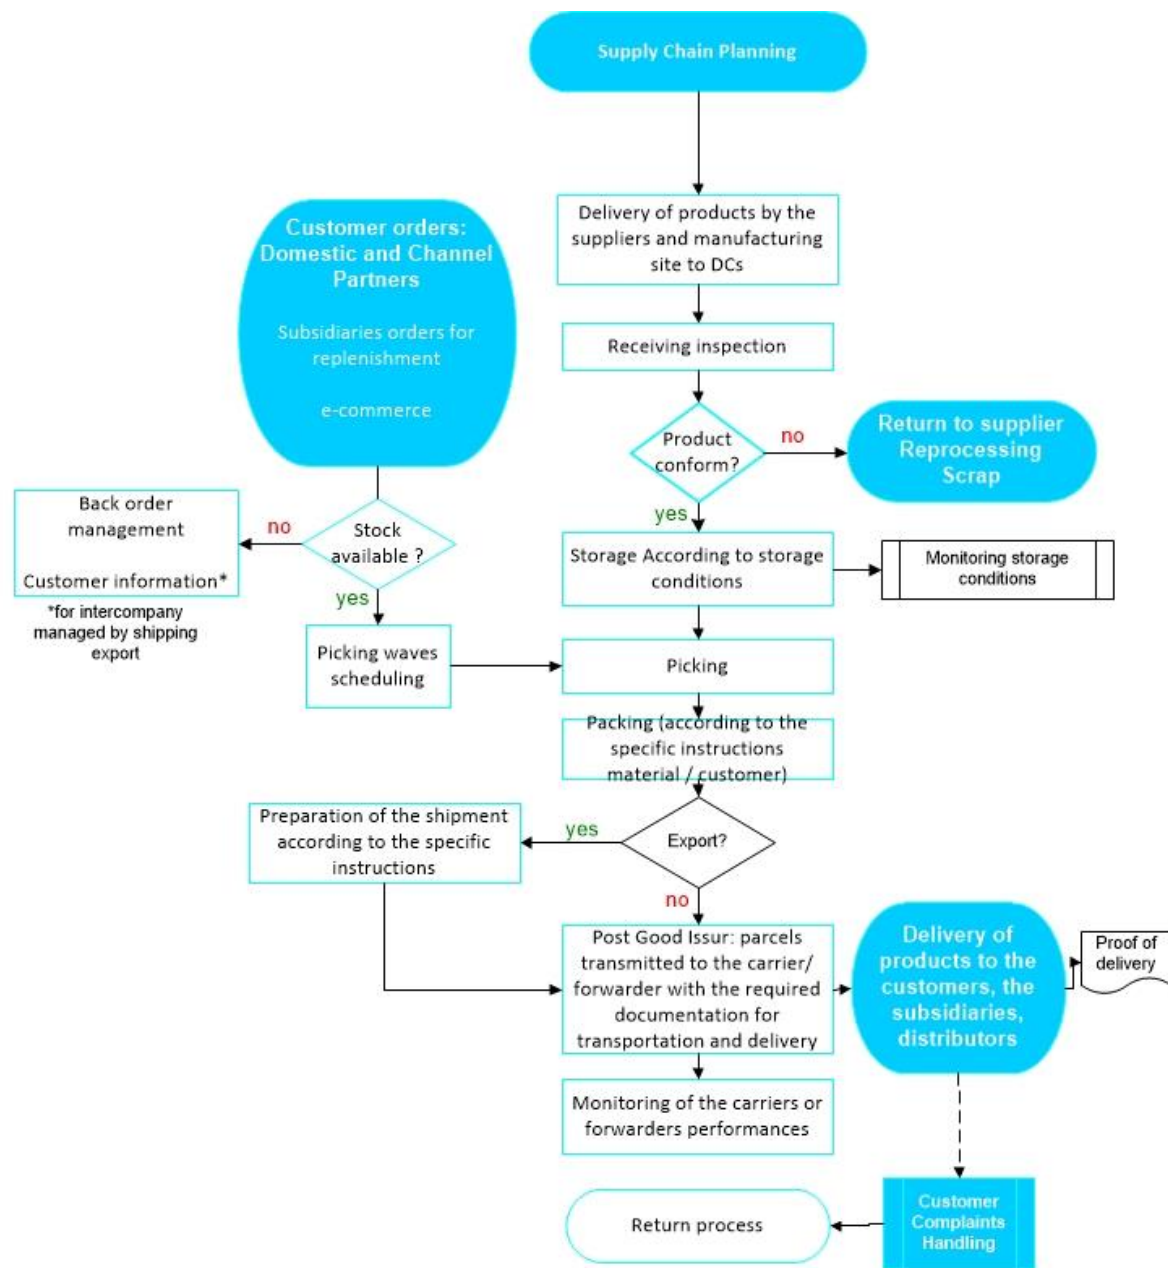 Supply Chain Planning
Delivery of products by the
suppliers and manufacturing
site to DCs
Customer orders:
Domestic and Channel
Partners
Subsidiaries orders for
replenishment
e-commerce
Receiving inspection
Product
conform?
no
Return to supplier
Reprocessing
Scrap
yes
Back order
management
Customer information*
*for intercompany
managed by shipping
export
no
Stock
available ?
yes
Storage According to storage
conditions
Monitoring storage
conditions
Picking waves
scheduling
Picking
Packing (according to the
specific instructions
material / customer)
Preparation of the shipment
according to the specific
instructions
yes
Export?
no
Post Good Issur: parcels
transmitted to the carrier/
forwarder with the required
documentation for
transportation and delivery
Delivery of
products to the
customers, the
subsidiaries,
distributors
Proof of
delivery
Monitoring of the carriers or
forwarders performances
Return process
Customer
Complaints
Handling